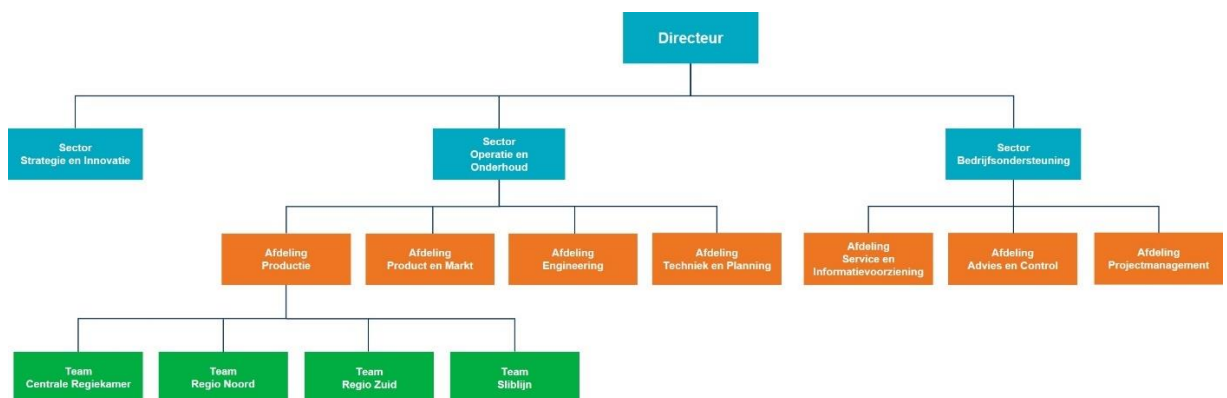 Directeur
Sector
Strategie en Innovatie
Sector
Operatie en
Onderhoud
Sector
Bedrijfsondersteuning
Afdeling
Productie
Afdeling
Product en Markt
Afdeling
Engineering
Afdeling
Techniek en Planning
Afdeling
Service en
Informatievoorziening
Afdeling
Advies en Control
Afdeling
Projectmanagement
Team
Centrale Regiekamer
Team
Regio Noord
Team
Regio Zuid
Team
Sliblijn